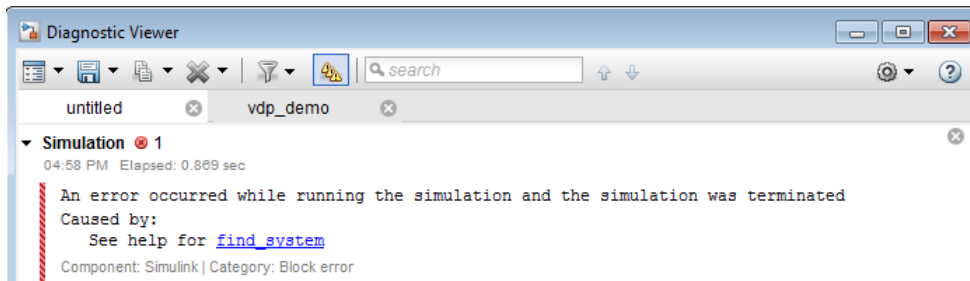 Diagnostic Viewer
search
untitled
vdp_demo
Simulation 1
04:58 PM Elapsed: 0.869 sec
An error occurred while running the simulation and the simulation was terminated
Caused by:
See help for find_system
Component: Simulink | Category: Block error